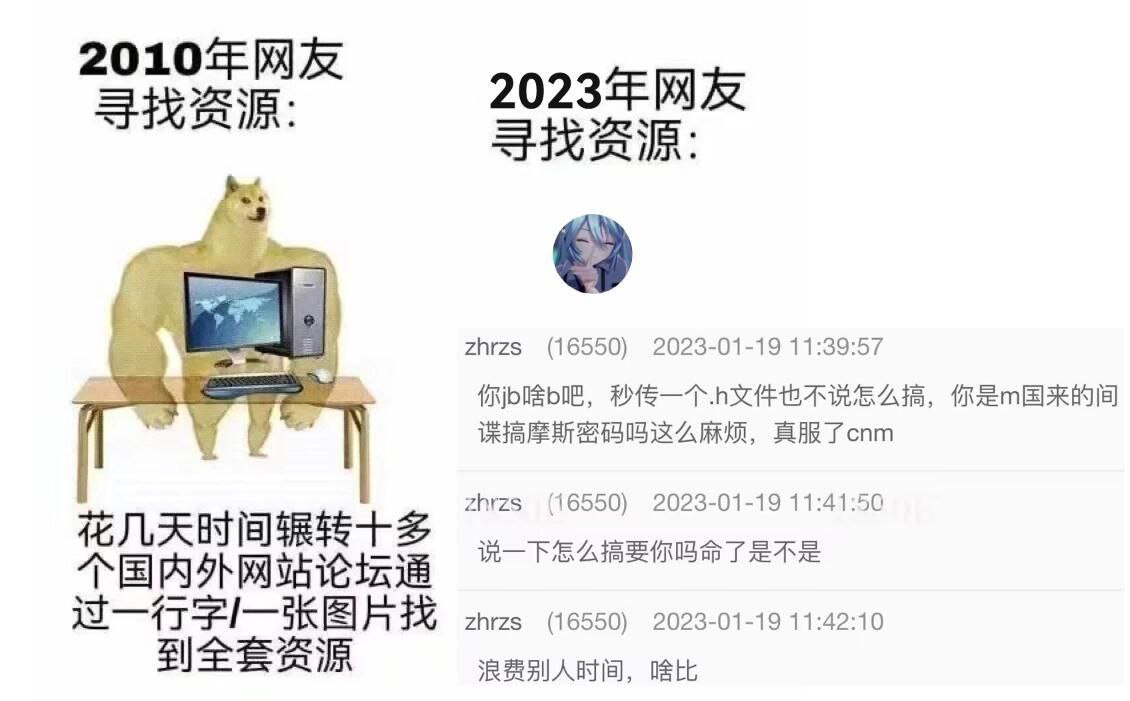 2010年网友
寻找资源：
花几天时间辗转十多
个国内外网站论坛通
过一行字/一张图片找
到全套资源
2023年网友
寻找资源：
zhrzs (16550) 2023-01-19 11:39:57
你jb啥b吧，秒传一个.h文件也不说怎么搞，你是m国来的间
谍搞摩斯密码吗这么麻烦，真服了cnm
zhrzs (16550) 2023-01-19 11:41:50
说一下怎么搞要你吗命了是不是
zhrzs (16550) 2023-01-19 11:42:10
浪费别人时间，啥比